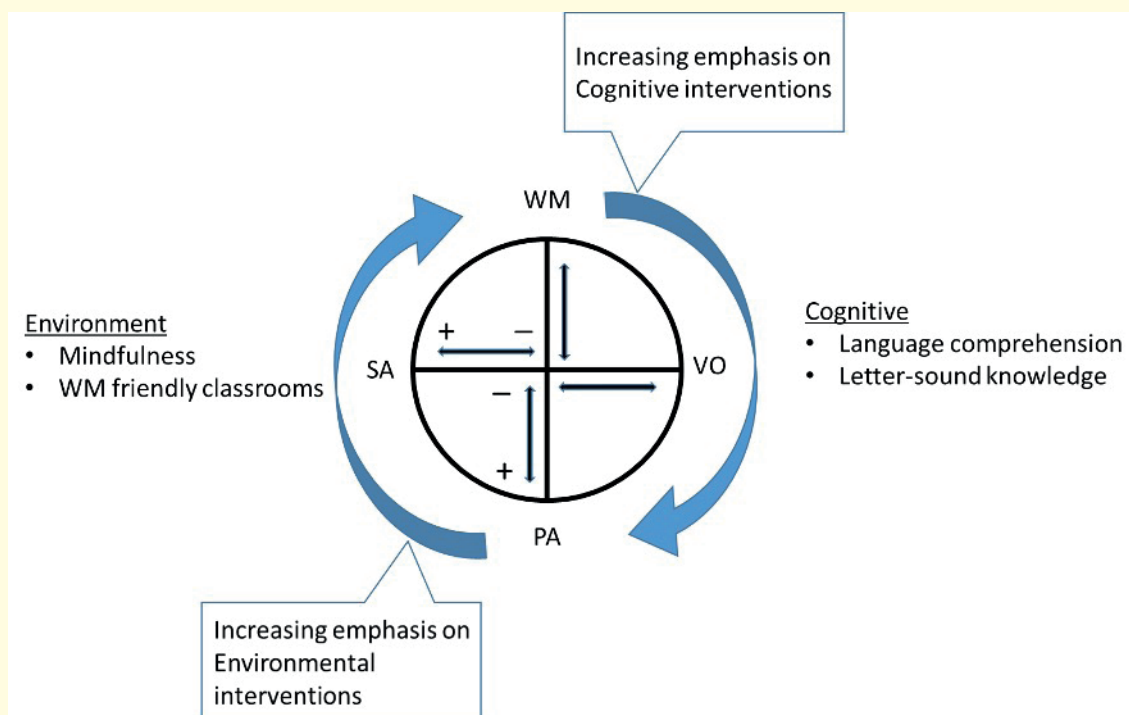 Increasing emphasis on
Cognitive interventions
WM
Environment
• Mindfulness
• WM friendly classrooms
+ –
SA
VO
–
+
Cognitive
• Language comprehension
• Letter-sound knowledge
PA
Increasing emphasis on
Environmental
interventions